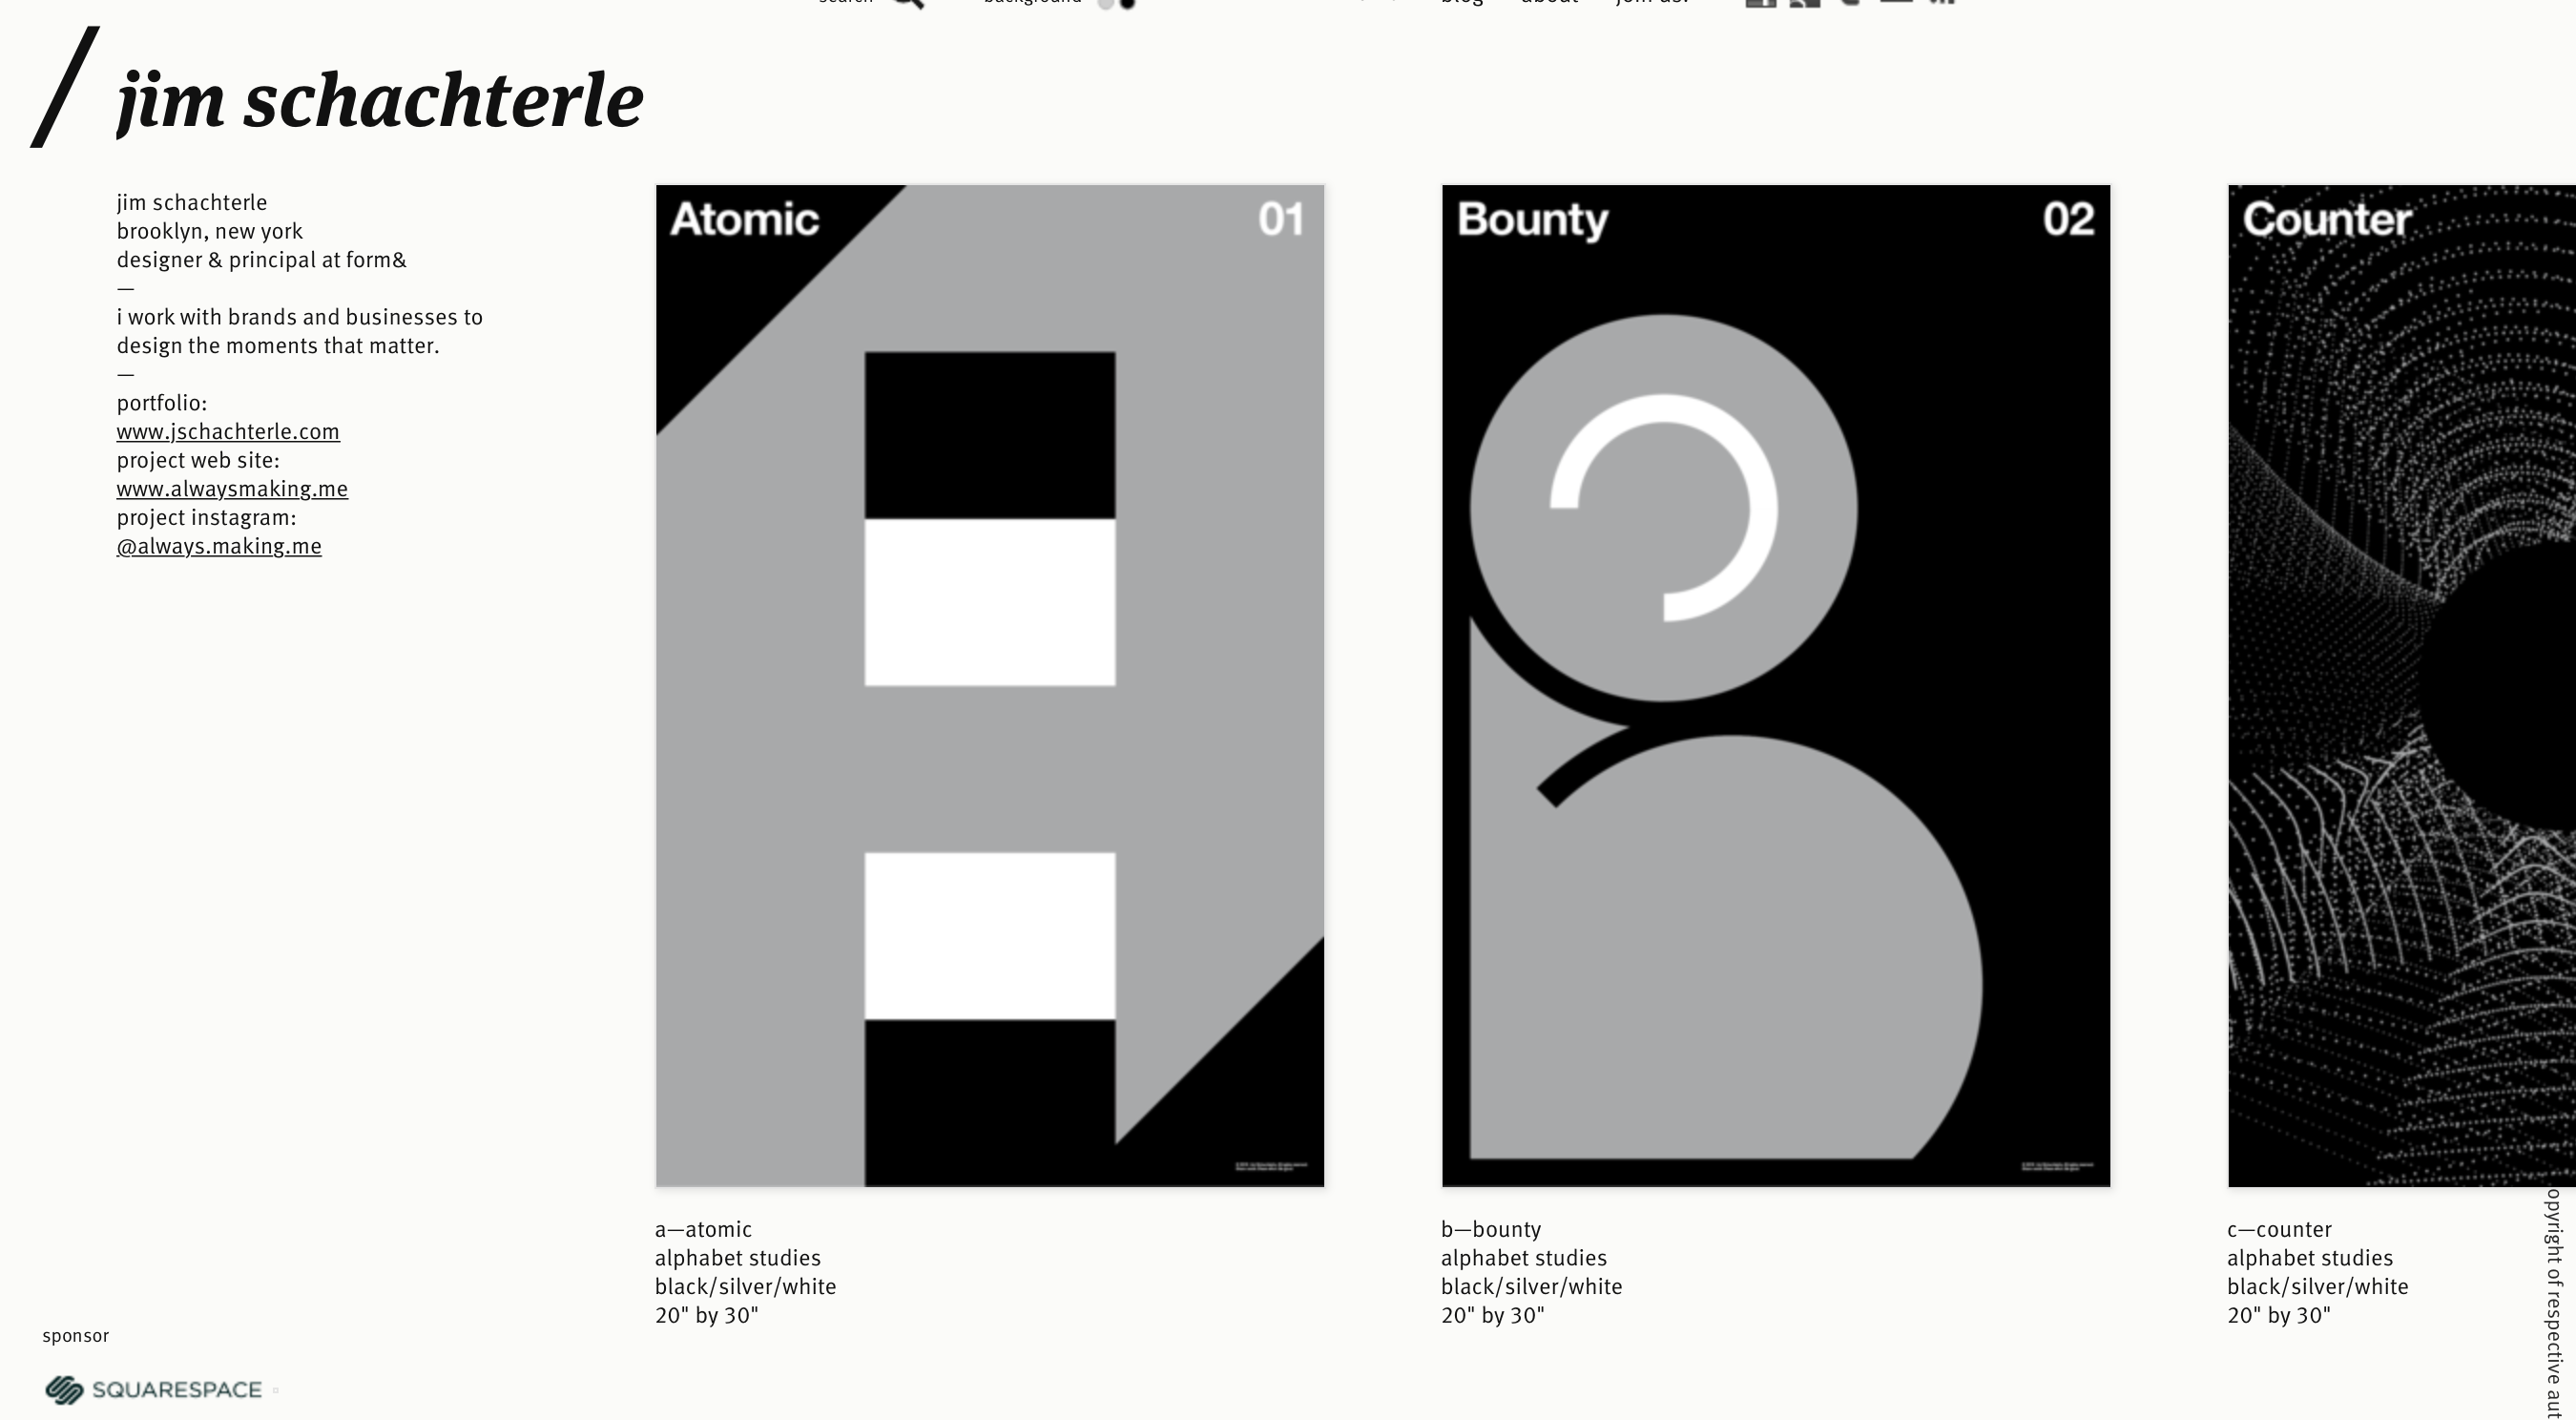 search background blog about join us!
/ jim schachterle
jim schachterle
brooklyn, new york
designer & principal at form&
—
i work with brands and businesses to
design the moments that matter.
—
portfolio:
www.jschachterle.com
project web site:
www.alwaysmaking.me
project instagram:
@always.making.me
Atomic 01
a—atomic
alphabet studies
black/silver/white
20" by 30"
Bounty 02
b—bounty
alphabet studies
black/silver/white
20" by 30"
Counter
c—counter
alphabet studies
black/silver/white
20" by 30"
opyright of respective aut
sponsor
SQUARESPACE